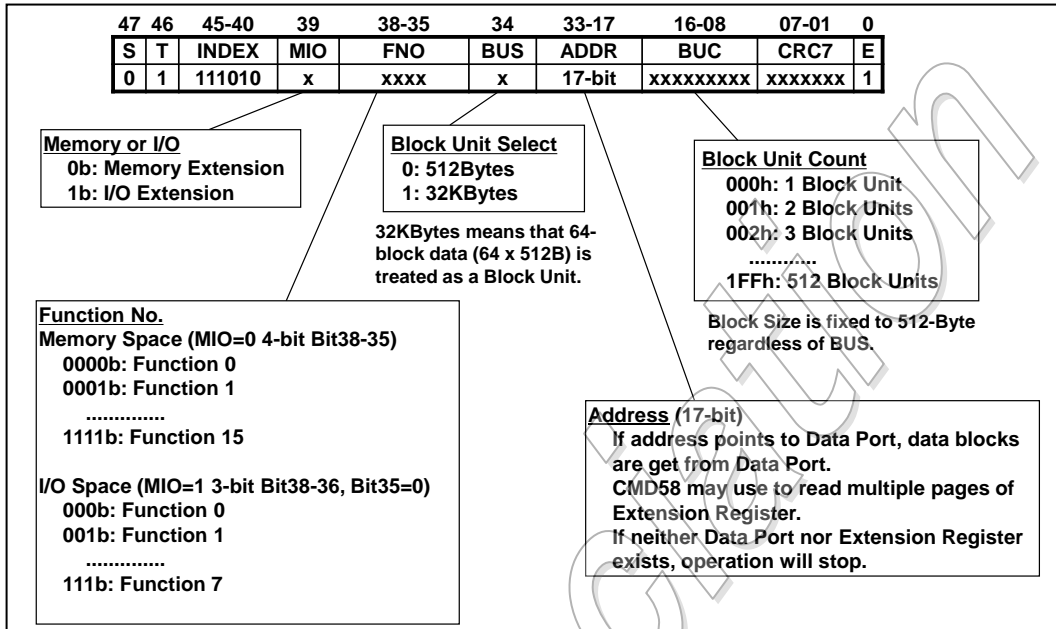 47 46 45-40 39 38-35 34 33-17 16-08 07-01 0
S T INDEX MIO FNO BUS ADDR BUC CRC7 E
0 1 111010 x xxxx x 17-bit xxxxxxxxx xxxxxxx 1
Memory or I/O
0b: Memory Extension
1b: I/O Extension
Block Unit Select
0: 512Bytes
1: 32KBytes
32KBytes means that 64-
block data (64 x 512B) is
treated as a Block Unit.
Block Unit Count
000h: 1 Block Unit
001h: 2 Block Units
002h: 3 Block Units
............
1FFh: 512 Block Units
Block Size is fixed to 512-Byte
regardless of BUS.
Function No.
Memory Space (MIO=0 4-bit Bit38-35)
0000b: Function 0
0001b: Function 1
..............
1111b: Function 15
I/O Space (MIO=1 3-bit Bit38-36, Bit35=0)
000b: Function 0
001b: Function 1
..............
111b: Function 7
Address (17-bit)
If address points to Data Port, data blocks
are get from Data Port.
CMD58 may use to read multiple pages of
Extension Register.
If neither Data Port nor Extension Register
exists, operation will stop.
ciation